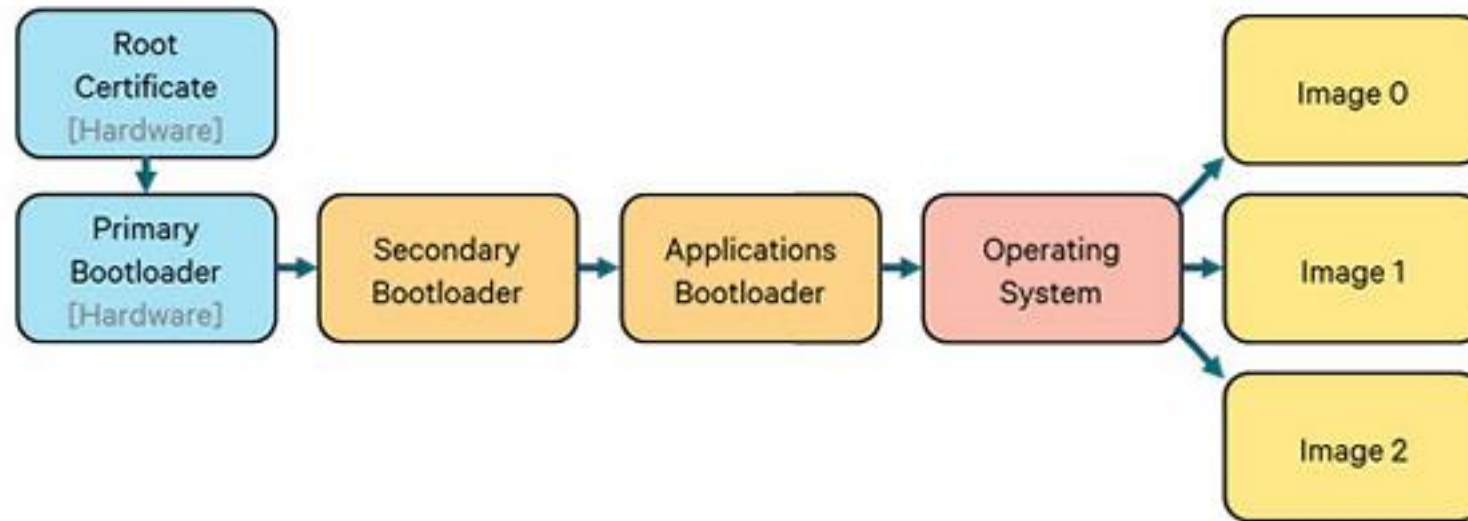 Root
Certificate
[Hardware]
Primary
Bootloader
[Hardware]
Secondary
Bootloader
Applications
Bootloader
Operating
System
Image 0
Image 1
Image 2